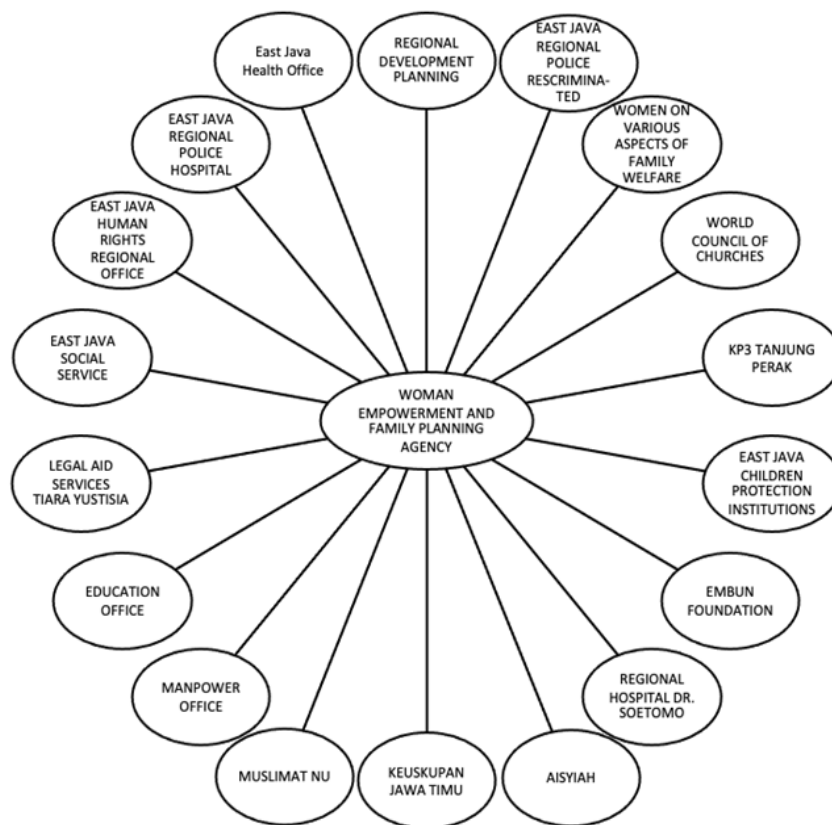 East Java
Health Office
REGIONAL
DEVELOPMENT
PLANNING
EAST JAVA
REGIONAL
POLICE
RESCRIMINA-
TED
EAST JAVA
REGIONAL
POLICE
HOSPITAL
WOMEN ON
VARIOUS
ASPECTS OF
FAMILY
WELFARE
EAST JAVA
HUMAN
RIGHTS
REGIONAL
OFFICE
WORLD
COUNCIL OF
CHURCHES
EAST JAVA
SOCIAL
SERVICE
KP3 TANJUNG
PERAK
WOMAN
EMPOWERMENT AND
FAMILY PLANNING
AGENCY
LEGAL AID
SERVICES
TIARA YUSTISIA
EAST JAVA
CHILDREN
PROTECTION
INSTITUTIONS
EDUCATION
OFFICE
EMBUN
FOUNDATION
MANPOWER
OFFICE
REGIONAL
HOSPITAL DR.
SOETOMO
MUSLIMAT NU
KEUSKUPAN
JAWA TIMU
AISYIAH